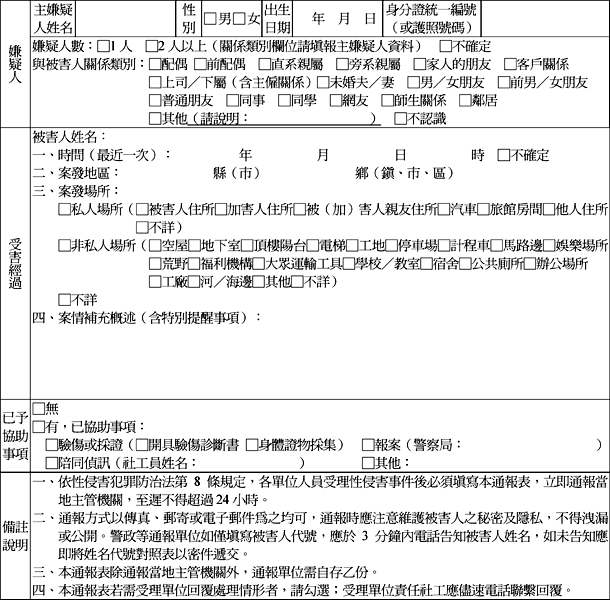 主嫌疑人姓名 性別 □男□女 出生日期 年 月 日 身分證統一編號（或護照號碼）
嫌疑人
嫌疑人數：□1 人 □2 人以上（關係類別欄位請填報主嫌疑人資料） □不確定
與被害人關係類別：□配偶 □前配偶 □直系親屬 □旁系親屬 □家人的朋友 □客戶關係
□上司／下屬（含主僱關係）□未婚夫／妻 □男／女朋友 □前男／女朋友
□普通朋友 □同事 □同學 □網友 □師生關係 □鄰居
□其他（請說明： ） □不認識
受害經過
被害人姓名：
一、時間（最近一次）： 年 月 日 時 □不確定
二、案發地區： 縣（市） 鄉（鎮、市、區）
三、案發場所：
□私人場所（□被害人住所□加害人住所□被（加）害人親友住所□汽車□旅館房間□他人住所
□不詳）
□非私人場所（□空屋□地下室□頂樓陽台□電梯□工地□停車場□計程車□馬路邊□娛樂場所
□荒野□福利機構□大眾運輸工具□學校／教室□宿舍□公共廁所□辦公場所
□工廠□河／海邊□其他□不詳）
□不詳
四、案情補充概述（含特別提醒事項）：
已予協助事項
□無
□有，已協助事項：
□驗傷或採證（□開具驗傷診斷書 □身體證物採集） □報案（警察局： ）
□陪同偵訊（社工員姓名： ） □其他：
備註說明
一、依性侵害犯罪防治法第 8 條規定，各單位人員受理性侵害事件後必須填寫本通報表，立即通報當
地主管機關，至遲不得超過 24 小時。
二、通報方式以傳真、郵寄或電子郵件為之均可，通報時應注意維護被害人之秘密及隱私，不得洩漏
或公開。警政等通報單位如僅填寫被害人代號，應於 3 分鐘內電話告知被害人姓名，如未告知應
即將姓名代號對照表以密件遞交。
三、本通報表除通報當地主管機關外，通報單位需自存乙份。
四、本通報表若需受理單位回覆處理情形者，請勾選；受理單位責任社工應儘速電話聯繫回覆。